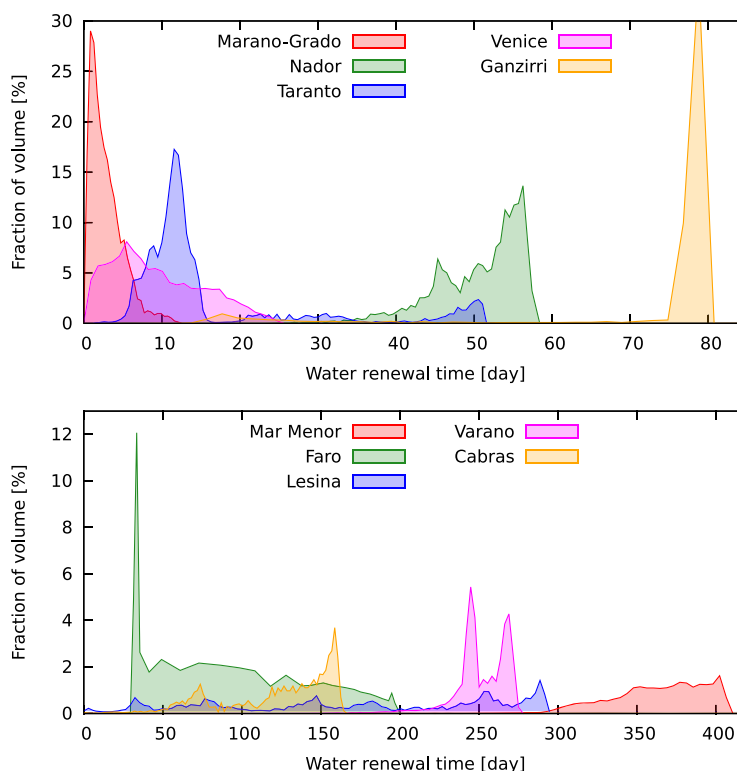 30
25
20
15
10
5
0
Fraction of volume [%]
Marano-Grado
Nador
Taranto
Venice
Ganzirri
0 10 20 30 40 50 60 70 80
Water renewal time [day]
12
10
8
6
4
2
0
Fraction of volume [%]
Mar Menor
Faro
Lesina
Varano
Cabras
0 50 100 150 200 250 300 350 400
Water renewal time [day]